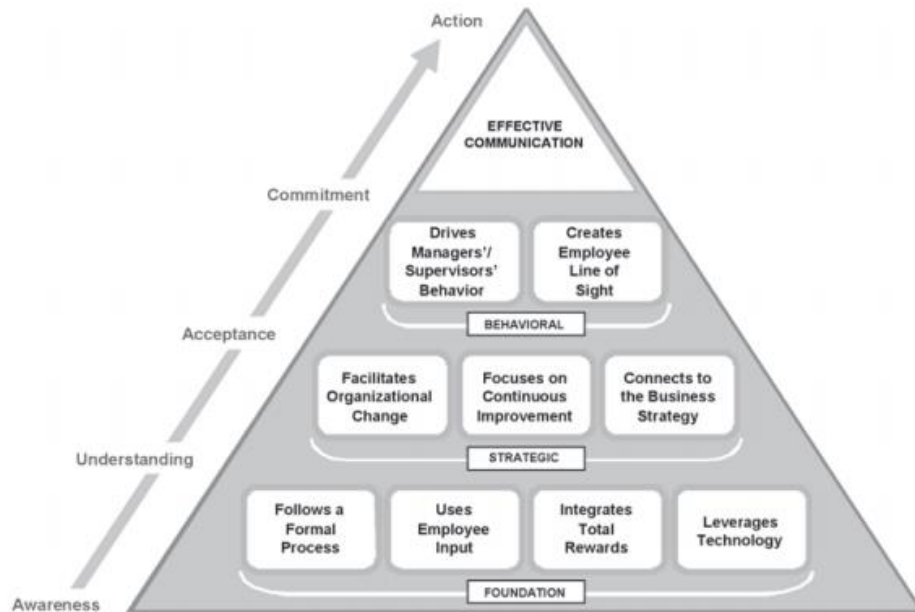 Action
EFFECTIVE
COMMUNICATION
Commitment
Drives
Managers'/
Supervisors'
Behavior
Creates
Employee
Line of
Sight
BEHAVIORAL
Acceptance
Facilitates
Organizational
Change
Focuses on
Continuous
Improvement
Connects to
the Business
Strategy
STRATEGIC
Understanding
Follows a
Formal
Process
Uses
Employee
Input
Integrates
Total
Rewards
Leverages
Technology
FOUNDATION
Awareness